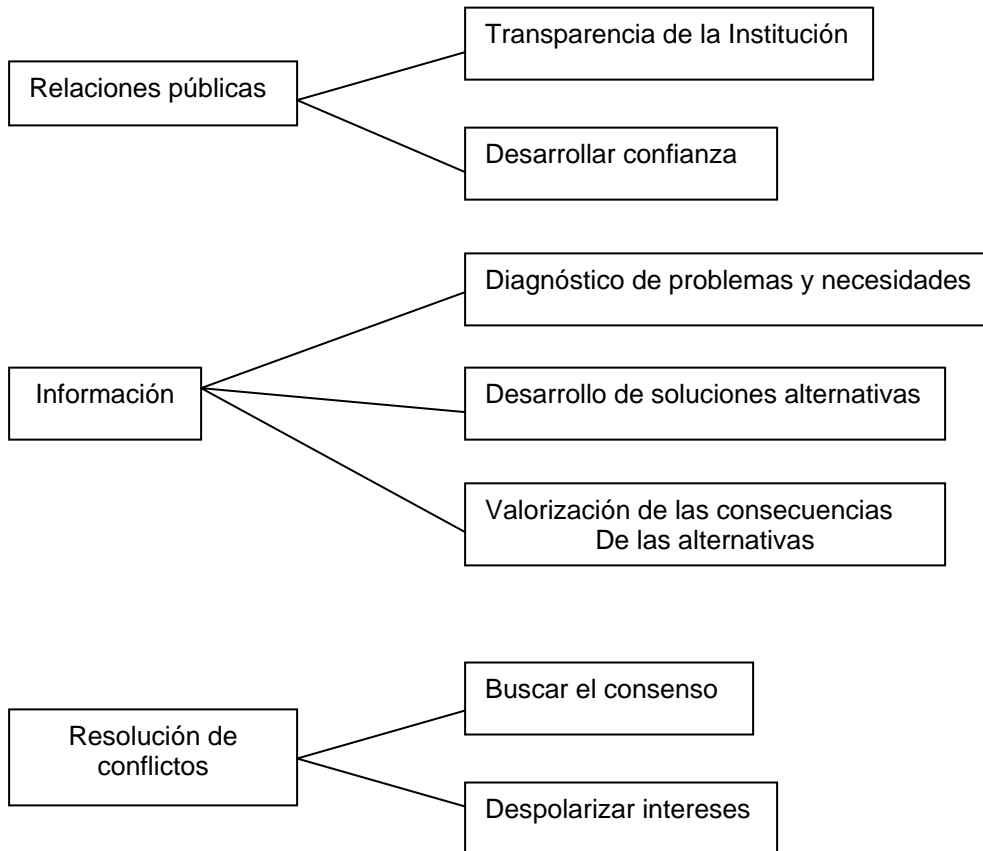 Relaciones públicas
Transparencia de la Institución
Desarrollar confianza
Información
Diagnóstico de problemas y necesidades
Desarrollo de soluciones alternativas
Valorización de las consecuencias
De las alternativas
Resolución de
conflictos
Buscar el consenso
Despolarizar intereses